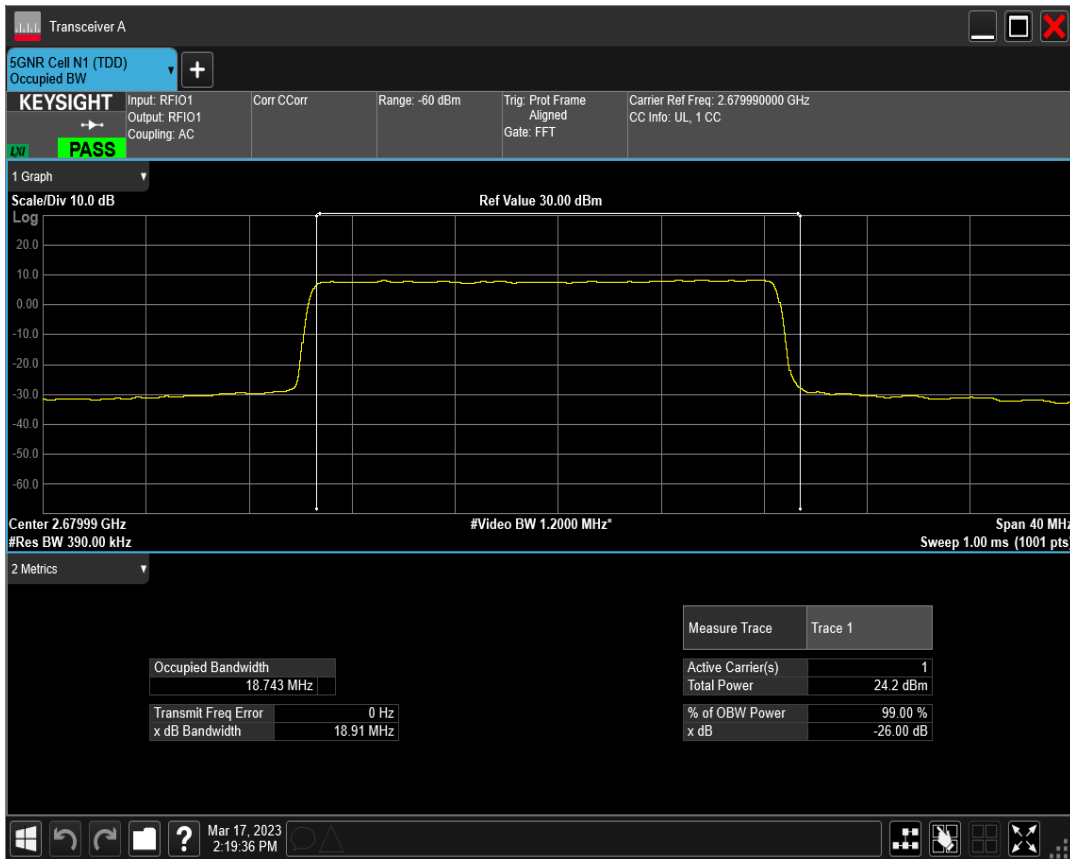 Transceiver A
5GNR Cell N1 (TDD)
Occupied BW
+
KEYSIGHT
LXI
PASS
Input: RFIO1
Output: RFIO1
Coupling: AC
Corr CCorr
Range: -60 dBm
Trig: Prot Frame
Aligned
Gate: FFT
Carrier Ref Freq: 2.679990000 GHz
CC Info: UL, 1 CC
1 Graph
Scale/Div 10.0 dB
Ref Value 30.00 dBm
Log
20.0
10.0
0.00
-10.0
-20.0
-30.0
-40.0
-50.0
-60.0
Center 2.67999 GHz
#Video BW 1.2000 MHz*
Span 40 MHz
#Res BW 390.00 kHz
Sweep 1.00 ms (1001 pts)
2 Metrics
Measure Trace Trace 1
Occupied Bandwidth
18.743 MHz
Active Carrier(s) 1
Total Power 24.2 dBm
Transmit Freq Error 0 Hz
x dB Bandwidth 18.91 MHz
% of OBW Power 99.00 %
x dB -26.00 dB
?
Mar 17, 2023
2:19:36 PM